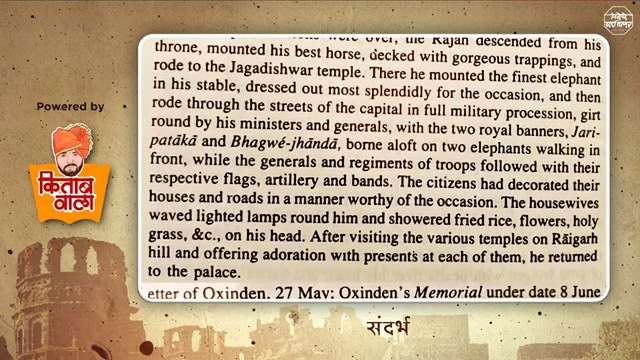 were over, the Rajah descended from his
throne, mounted his best horse, decked with gorgeous trappings, and
rode to the Jagadishwar temple. There he mounted the finest elephant
in his stable, dressed out most splendidly for the occasion, and then
rode through the streets of the capital in full military procession, girt
round by his ministers and generals, with the two royal banners, Jari-
patākā and Bhagwé-jhāndā, borne aloft on two elephants walking in
front, while the generals and regiments of troops followed with their
respective flags, artillery and bands. The citizens had decorated their
houses and roads in a manner worthy of the occasion. The housewives
waved lighted lamps round him and showered fried rice, flowers, holy
grass, &c., on his head. After visiting the various temples on Rāigarh
hill and offering adoration with presents at each of them, he returned
to the palace.
etter of Oxinden, 27 May; Oxinden's Memorial under date 8 June
Powered by
किताब
वाला
संदर्भ